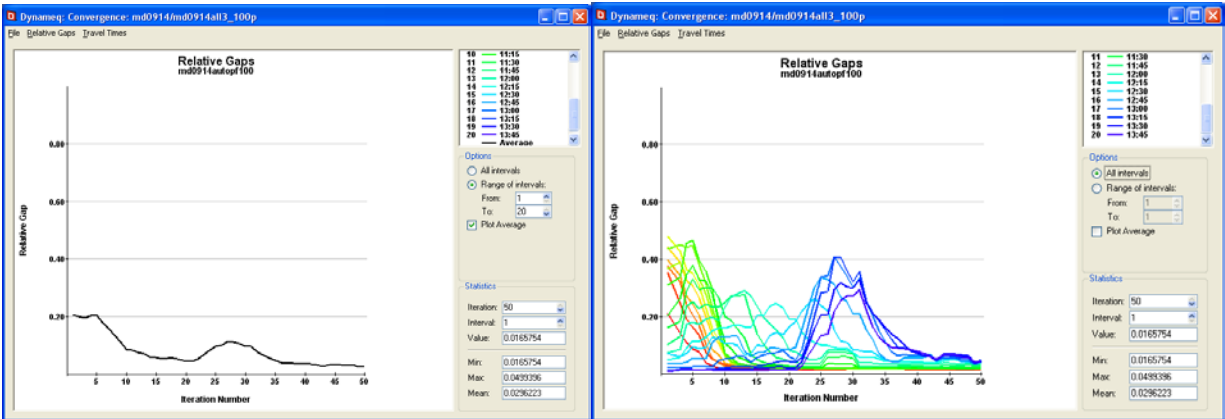 Dynameq: Convergence: md0914/md0914all3_100p
File Relative Gaps Travel Times
Relative Gaps
md0914autopf100
0.80
0.60
0.40
0.20
Relative Gap
5 10 15 20 25 30 35 40 45 50
Iteration Number
10 11:15
11 11:30
12 11:45
13 12:00
14 12:15
15 12:30
16 12:45
17 13:00
18 13:15
19 13:30
20 13:45
Average
Options
All intervals
Range of intervals:
From: 1
To: 20
Plot Average
Statistics
Iteration: 50
Interval: 1
Value: 0.0165754
Min: 0.0165754
Max: 0.0499396
Mean: 0.0296223
Dynameq: Convergence: md0914/md0914all3_100p
File Relative Gaps Travel Times
Relative Gaps
md0914autopf100
0.80
0.60
0.40
0.20
Relative Gap
5 10 15 20 25 30 35 40 45 50
Iteration Number
11 11:30
12 11:45
13 12:00
14 12:15
15 12:30
16 12:45
17 13:00
18 13:15
19 13:30
20 13:45
Options
All intervals
Range of intervals:
From: 1
To: 1
Plot Average
Statistics
Iteration: 50
Interval: 1
Value: 0.0165754
Min: 0.0165754
Max: 0.0499396
Mean: 0.0296223